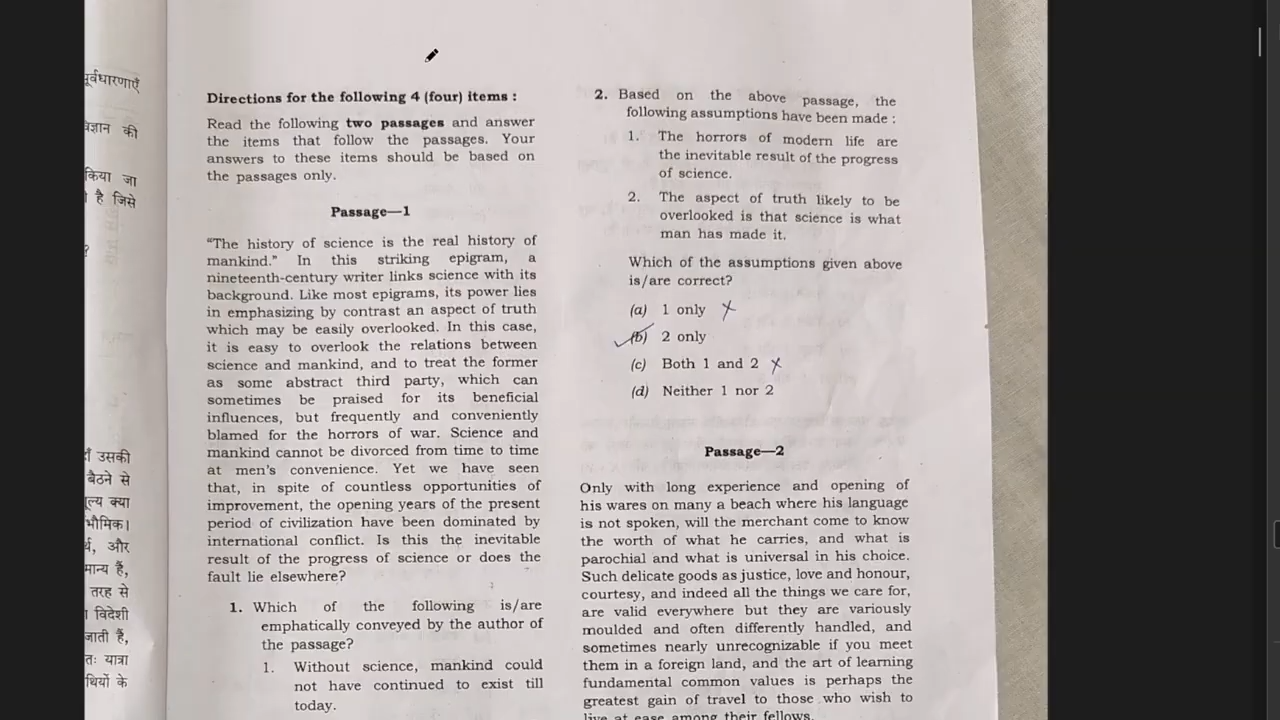 पूर्वधारणाएँ
विज्ञान की
किया जा
है जिसे
?
उसकी
बैठने से
मूल्य क्या
और
मान्य हैं,
तरह से
विदेशी
जाती हैं,
यात्रा
के
Directions for the following 4 (four) items :
Read the following two passages and answer
the items that follow the passages. Your
answers to these items should be based on
the passages only.
Passage—1
“The history of science is the real history of
mankind.” In this striking epigram, a
nineteenth-century writer links science with its
background. Like most epigrams, its power lies
in emphasizing by contrast an aspect of truth
which may be easily overlooked. In this case,
it is easy to overlook the relations between
science and mankind, and to treat the former
as some abstract third party, which can
sometimes be praised for its beneficial
influences, but frequently and conveniently
blamed for the horrors of war. Science and
mankind cannot be divorced from time to time
at men’s convenience. Yet we have seen
that, in spite of countless opportunities of
improvement, the opening years of the present
period of civilization have been dominated by
international conflict. Is this the inevitable
result of the progress of science or does the
fault lie elsewhere?
1. Which of the following is/are
emphatically conveyed by the author of
the passage?
1. Without science, mankind could
not have continued to exist till
today.
2. Based on the above passage, the
following assumptions have been made :
1. The horrors of modern life are
the inevitable result of the progress
of science.
2. The aspect of truth likely to be
overlooked is that science is what
man has made it.
Which of the assumptions given above
is/are correct?
(a) 1 only
(b) 2 only
(c) Both 1 and 2
(d) Neither 1 nor 2
Passage—2
Only with long experience and opening of
his wares on many a beach where his language
is not spoken, will the merchant come to know
the worth of what he carries, and what is
parochial and what is universal in his choice.
Such delicate goods as justice, love and honour,
courtesy, and indeed all the things we care for,
are valid everywhere but they are variously
moulded and often differently handled, and
sometimes nearly unrecognizable if you meet
them in a foreign land, and the art of learning
fundamental common values is perhaps the
greatest gain of travel to those who wish to
live at ease among their fellows.